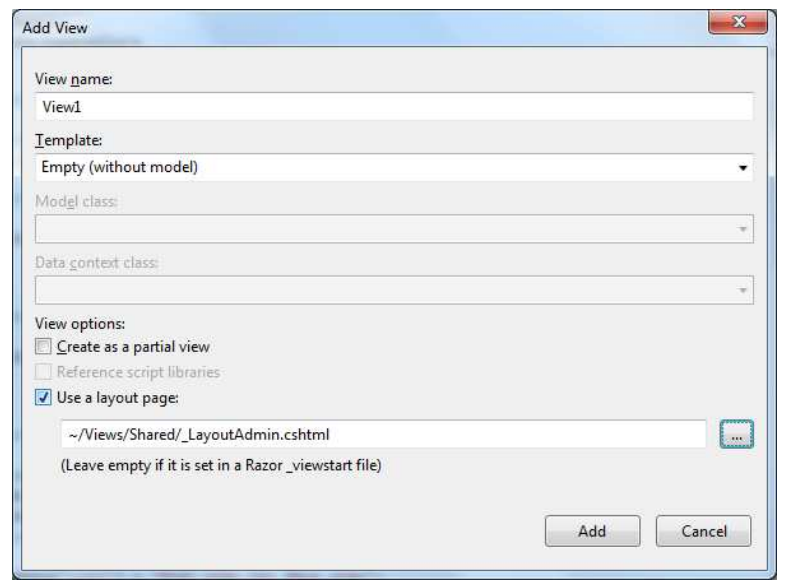 Add View
View name:
View1
Template:
Empty (without model)
Model class:
Data context class:
View options:
Create as a partial view
Reference script libraries
Use a layout page:
~/Views/Shared/_LayoutAdmin.cshtml
...
(Leave empty if it is set in a Razor _viewstart file)
Add Cancel